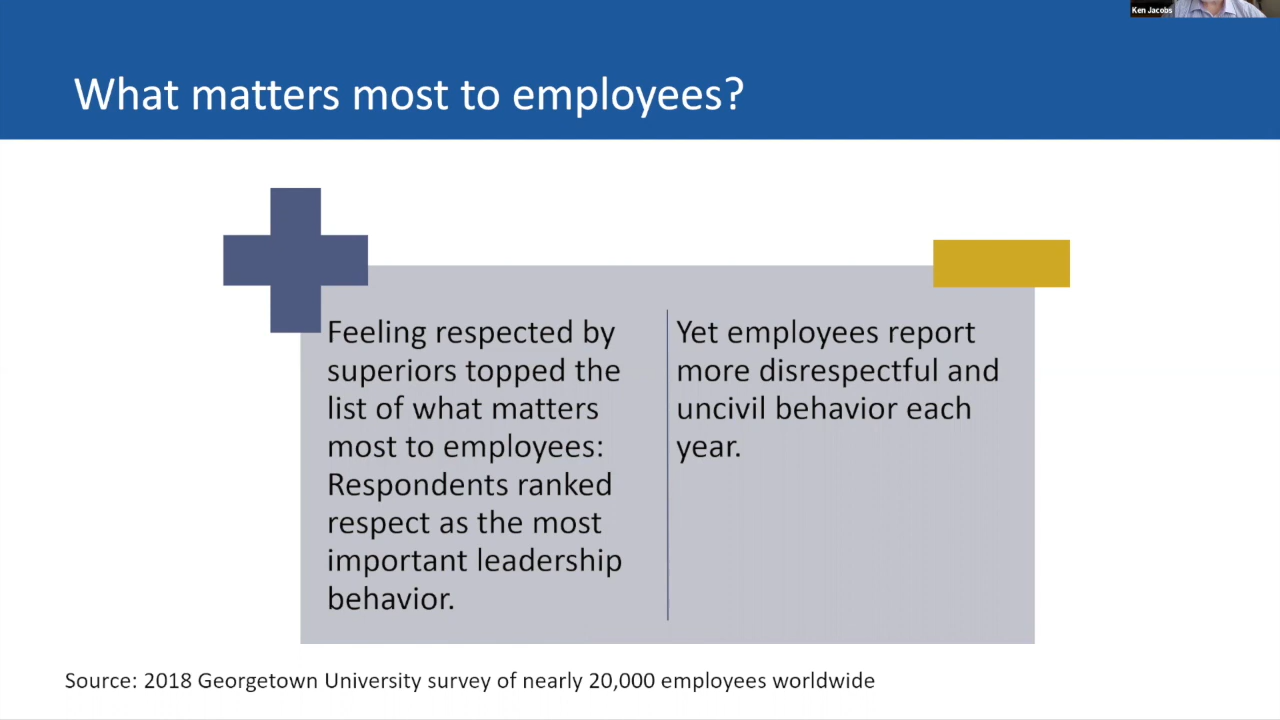 Ken Jacobs
What matters most to employees?
Feeling respected by
superiors topped the
list of what matters
most to employees:
Respondents ranked
respect as the most
important leadership
behavior.
Yet employees report
more disrespectful and
uncivil behavior each
year.
Source: 2018 Georgetown University survey of nearly 20,000 employees worldwide